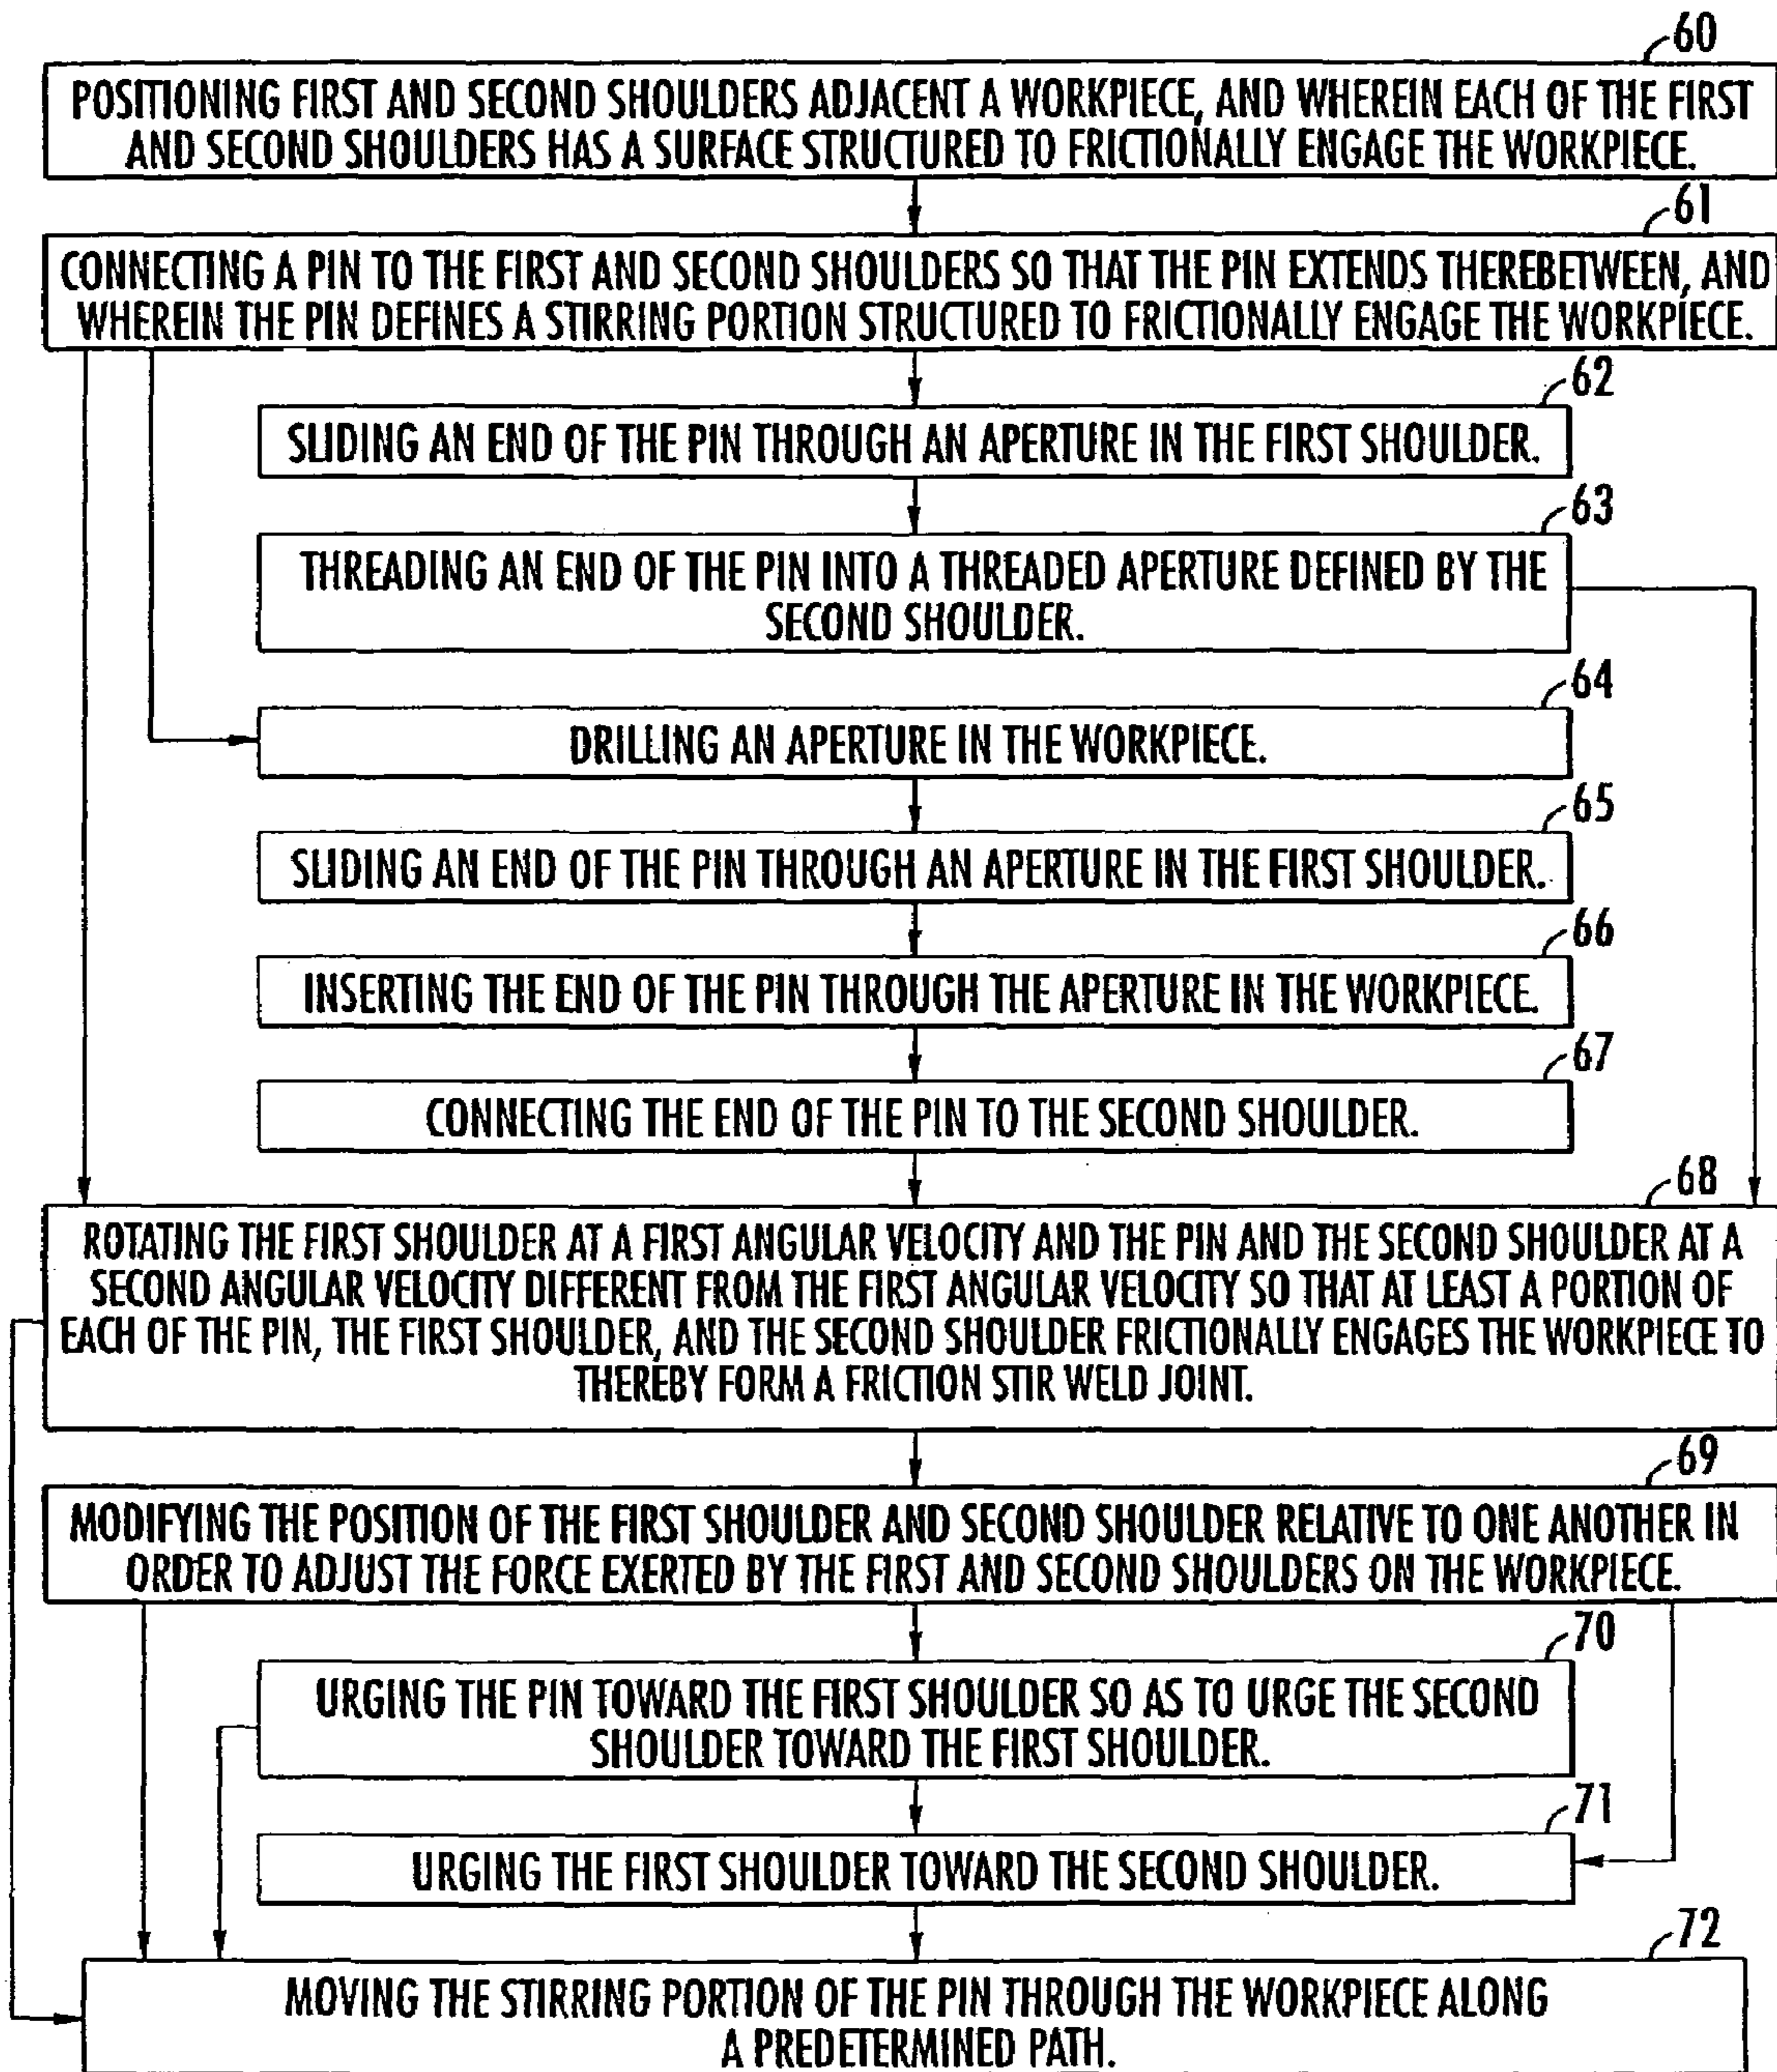 60
POSITIONING FIRST AND SECOND SHOULDERS ADJACENT A WORKPIECE, AND WHEREIN EACH OF THE FIRST
AND SECOND SHOULDERS HAS A SURFACE STRUCTURED TO FRICTIONALLY ENGAGE THE WORKPIECE.
61
CONNECTING A PIN TO THE FIRST AND SECOND SHOULDERS SO THAT THE PIN EXTENDS THEREBETWEEN, AND
WHEREIN THE PIN DEFINES A STIRRING PORTION STRUCTURED TO FRICTIONALLY ENGAGE THE WORKPIECE.
62
SLIDING AN END OF THE PIN THROUGH AN APERTURE IN THE FIRST SHOULDER.
63
THREADING AN END OF THE PIN INTO A THREADED APERTURE DEFINED BY THE
SECOND SHOULDER.
64
DRILLING AN APERTURE IN THE WORKPIECE.
65
SLIDING AN END OF THE PIN THROUGH AN APERTURE IN THE FIRST SHOULDER.
66
INSERTING THE END OF THE PIN THROUGH THE APERTURE IN THE WORKPIECE.
67
CONNECTING THE END OF THE PIN TO THE SECOND SHOULDER.
68
ROTATING THE FIRST SHOULDER AT A FIRST ANGULAR VELOCITY AND THE PIN AND THE SECOND SHOULDER AT A
SECOND ANGULAR VELOCITY DIFFERENT FROM THE FIRST ANGULAR VELOCITY SO THAT AT LEAST A PORTION OF
EACH OF THE PIN, THE FIRST SHOULDER, AND THE SECOND SHOULDER FRICTIONALLY ENGAGES THE WORKPIECE TO
THEREBY FORM A FRICTION STIR WELD JOINT.
69
MODIFYING THE POSITION OF THE FIRST SHOULDER AND SECOND SHOULDER RELATIVE TO ONE ANOTHER IN
ORDER TO ADJUST THE FORCE EXERTED BY THE FIRST AND SECOND SHOULDERS ON THE WORKPIECE.
70
URGING THE PIN TOWARD THE FIRST SHOULDER SO AS TO URGE THE SECOND
SHOULDER TOWARD THE FIRST SHOULDER.
71
URGING THE FIRST SHOULDER TOWARD THE SECOND SHOULDER.
72
MOVING THE STIRRING PORTION OF THE PIN THROUGH THE WORKPIECE ALONG
A PREDETERMINED PATH.